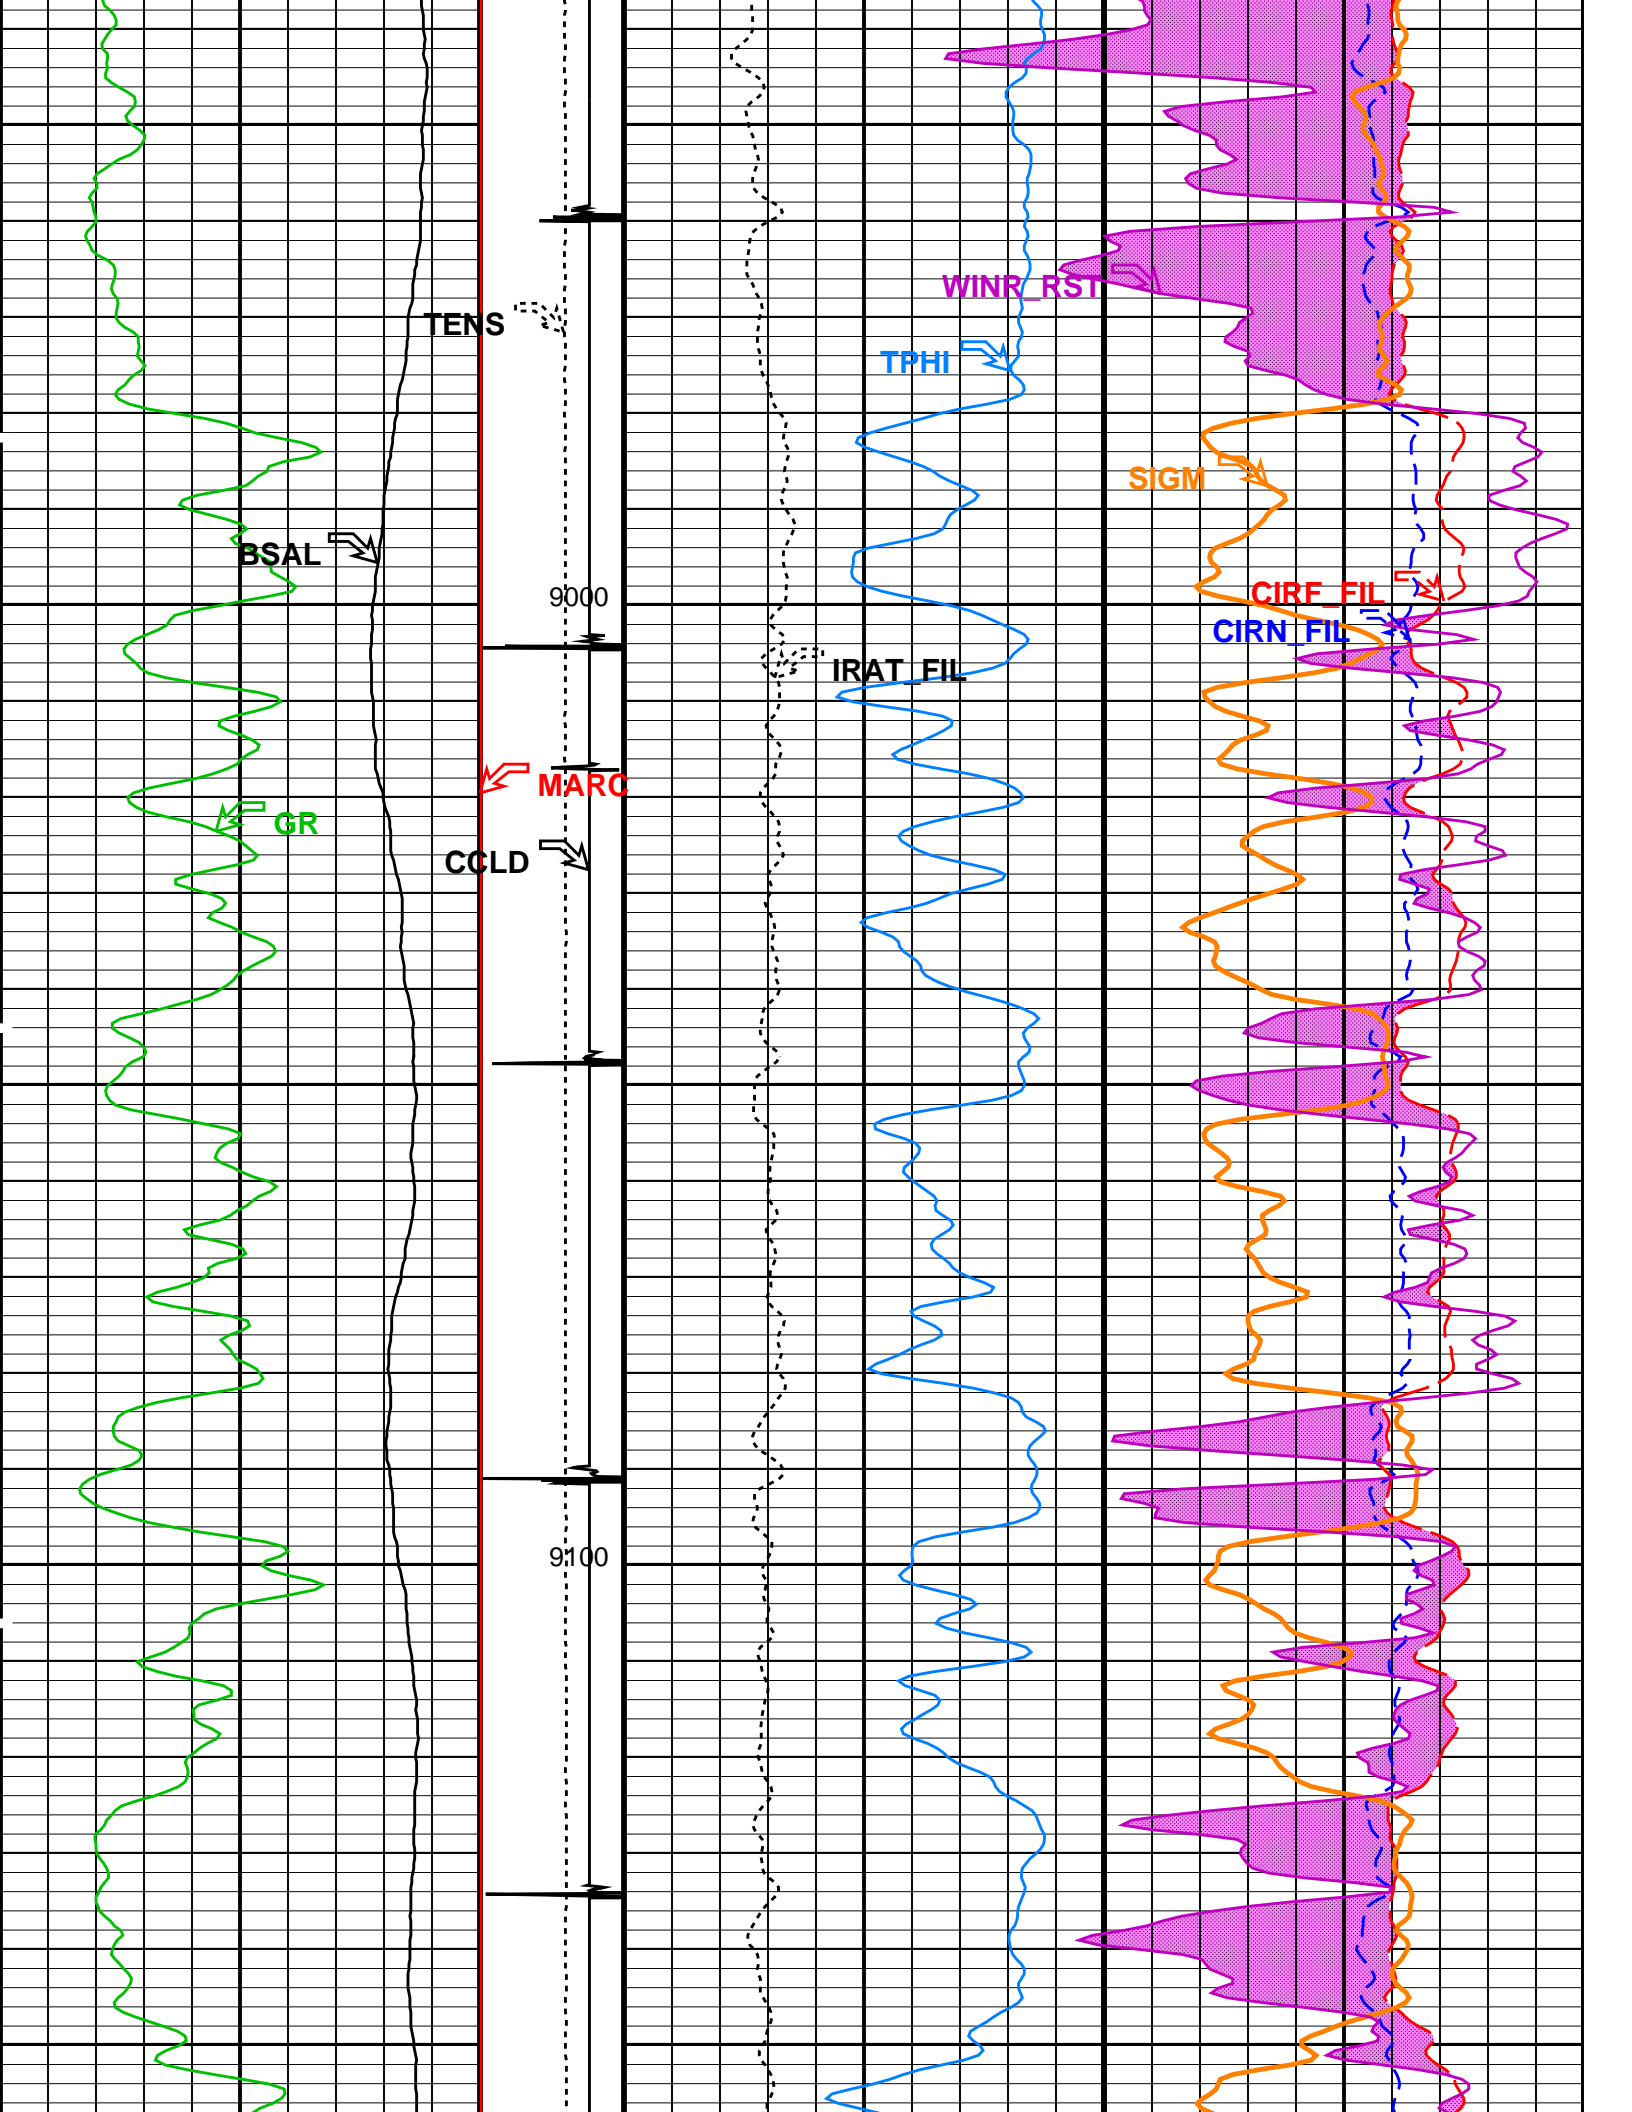 WINR_RST
TENS
TPHI
SIGM
BSAL
CIRF_FIL
9000
CIRN_FIL
IRAT_FIL
MARC
GR
CCLD
9100